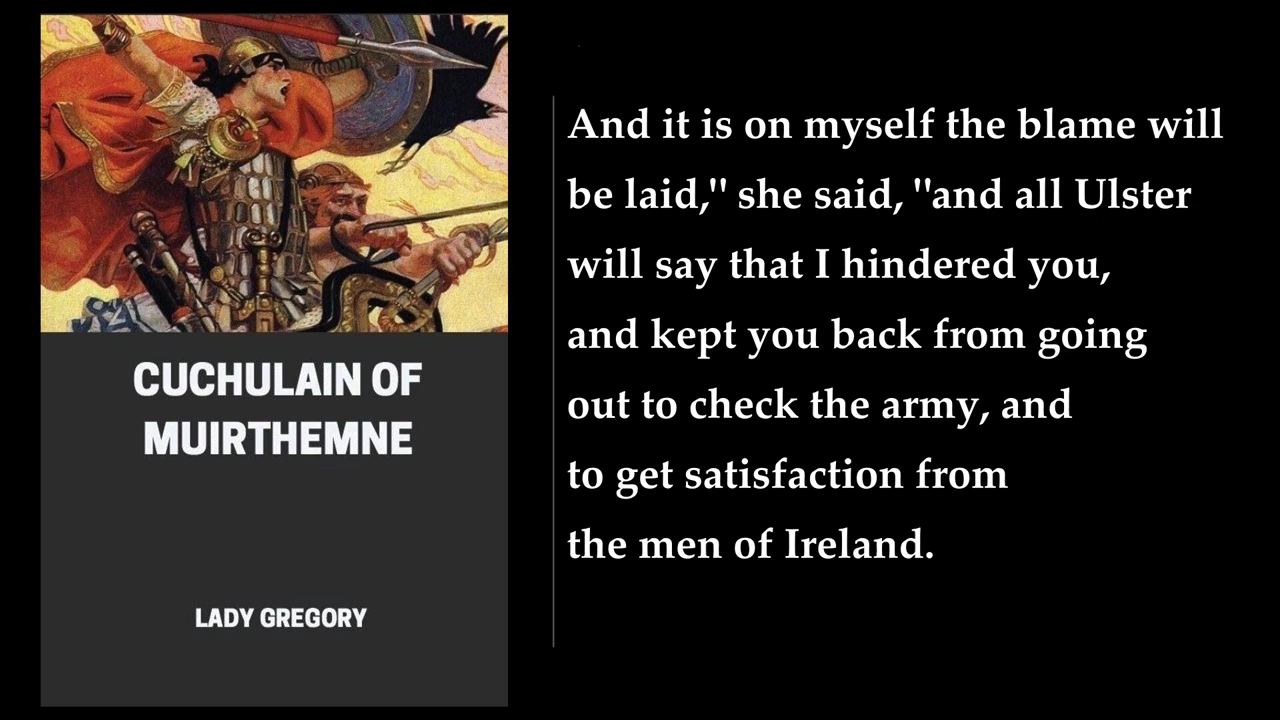 CUCHULAIN OF
MUIRTHEMNE
LADY GREGORY
And it is on myself the blame will
be laid," she said, "and all Ulster
will say that I hindered you,
and kept you back from going
out to check the army, and
to get satisfaction from
the men of Ireland.